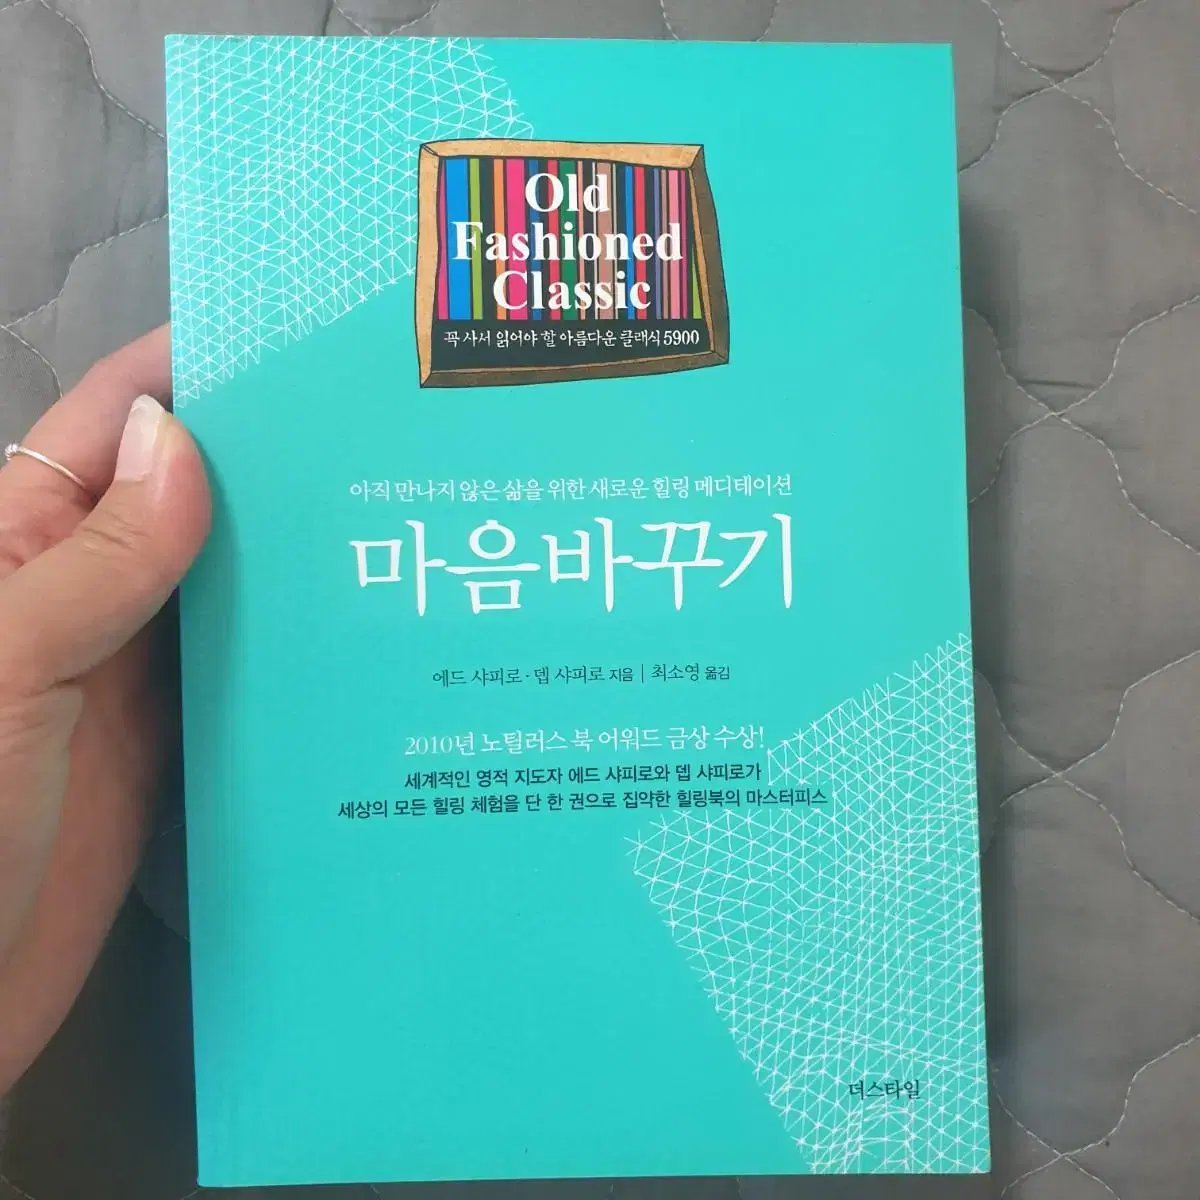 Old
Fashioned
Classic
꼭 사서 읽어야 할 아름다운 클래식 5900
아직 만나지 않은 삶을 위한 새로운 힐링 메디테이션
마음바꾸기
에드 샤피로 · 뎁 샤피로 지음 | 최소영 옮김
2010년 노틸러스 북 어워드 금상 수상!
세계적인 영적 지도자 에드 샤피로와 뎁 샤피로가
세상의 모든 힐링 체험을 단 한 권으로 집약한 힐링북의 마스터피스
더스타일